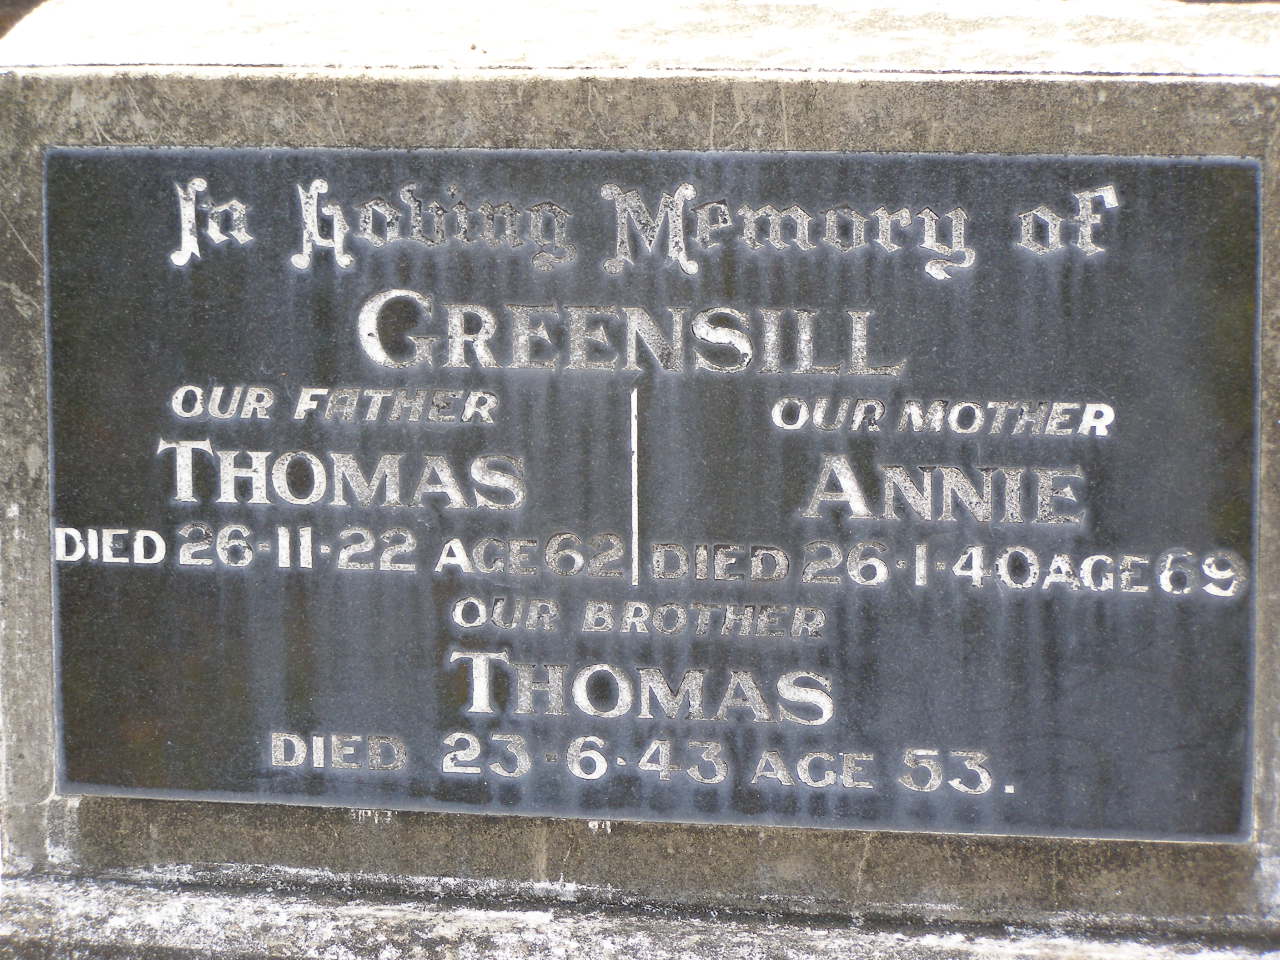 In Loving Memory of
GREENSILL
OUR FATHER
THOMAS
DIED 26·11·22 AGE 62
OUR MOTHER
ANNIE
DIED 26·1·40 AGE 69
OUR BROTHER
THOMAS
DIED 23·6·43 AGE 53.